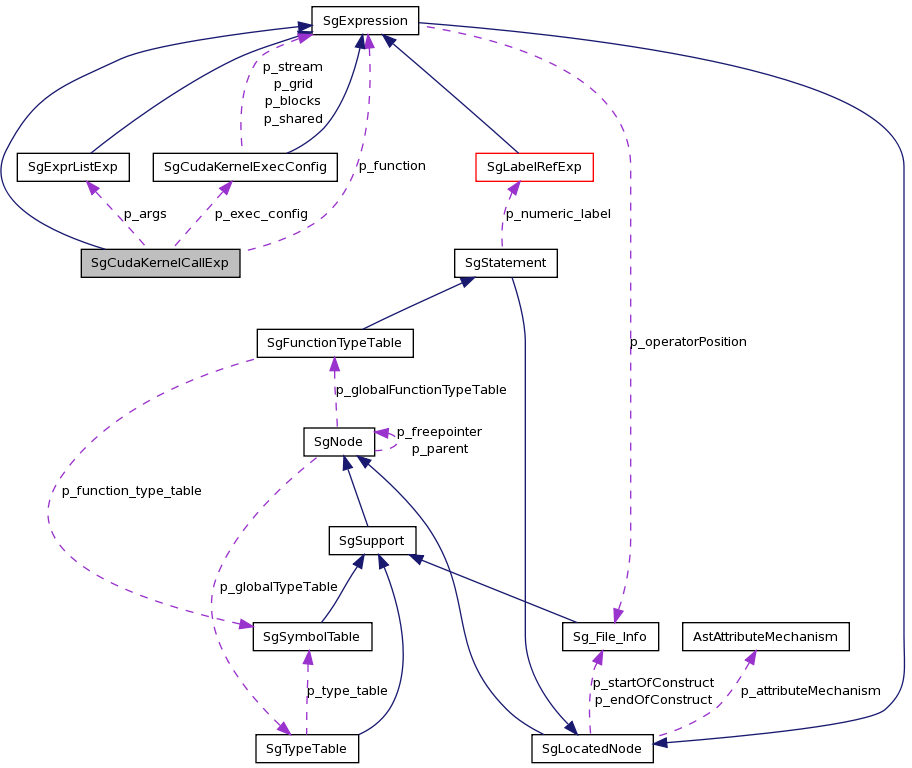 SgExpression
p_stream
p_grid
p_blocks
p_shared
SgExprListExp
SgCudaKernelExecConfig
p_function
SgLabelRefExp
p_args
p_exec_config
p_numeric_label
SgCudaKernelCallExp
SgStatement
SgFunctionTypeTable
p_operatorPosition
p_globalFunctionTypeTable
SgNode
p_freepointer
p_parent
p_function_type_table
SgSupport
p_globalTypeTable
SgSymbolTable
Sg_File_Info
AstAttributeMechanism
p_type_table
p_startOfConstruct
p_endOfConstruct
p_attributeMechanism
SgTypeTable
SgLocatedNode